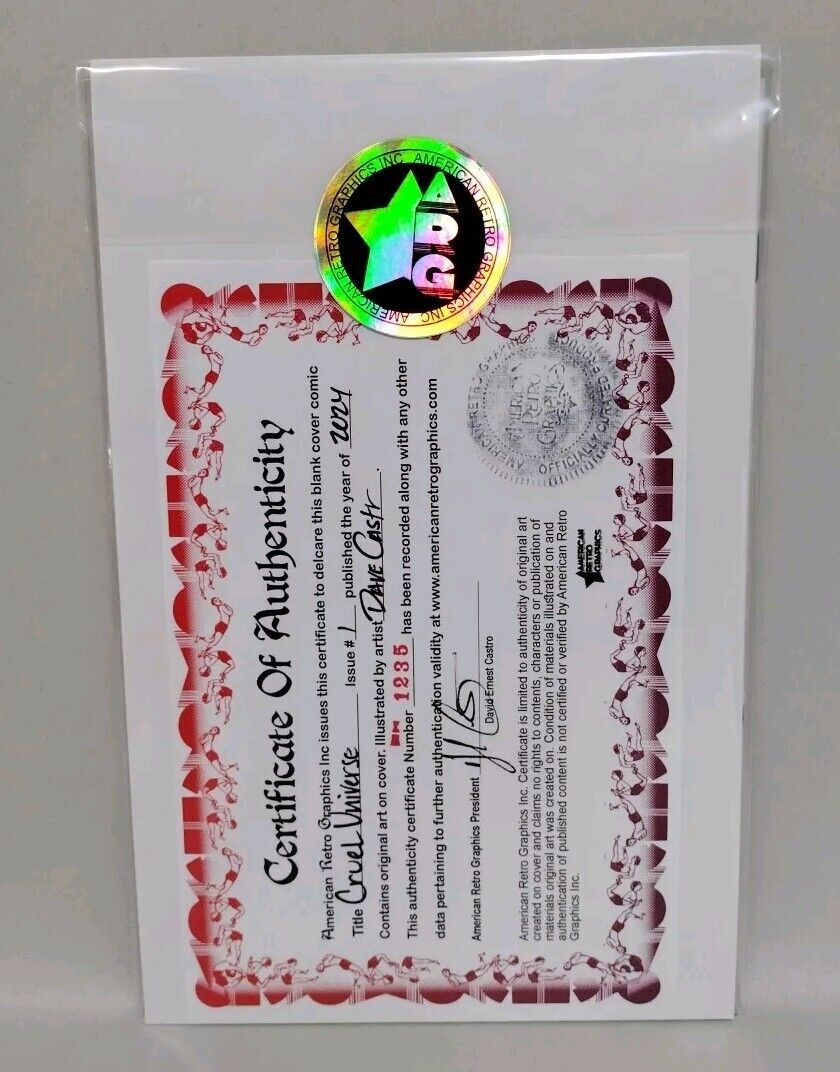 AMERICAN RETRO GRAPHICS INC. AMERICAN RETRO GRAPHICS INC.
ARG
Certificate Of Authenticity
American Retro Graphics Inc issues this certificate to delcare this blank cover comic
Title Cruel Universe Issue # 1 published the year of 2024
Contains original art on cover. Illustrated by artist Dave Castr.
This authenticity certificate Number 1235 has been recorded along with any other
data pertaining to further authentication validity at www.americanretrographics.com
American Retro Graphics President
David Ernest Castro
American Retro Graphics Inc. Certificate is limited to authenticity of original art
created on cover and claims no rights to contents, characters or publication of
materials original art was created on. Condition of materials illustrated on and
authentication of published content is not certified or verified by American Retro
Graphics Inc.
AMERICAN
RETRO
GRAPHICS
AMERICAN RETRO GRAPHICS
AMERICAN
RETRO
GRAPHICS
OFFICIALLY